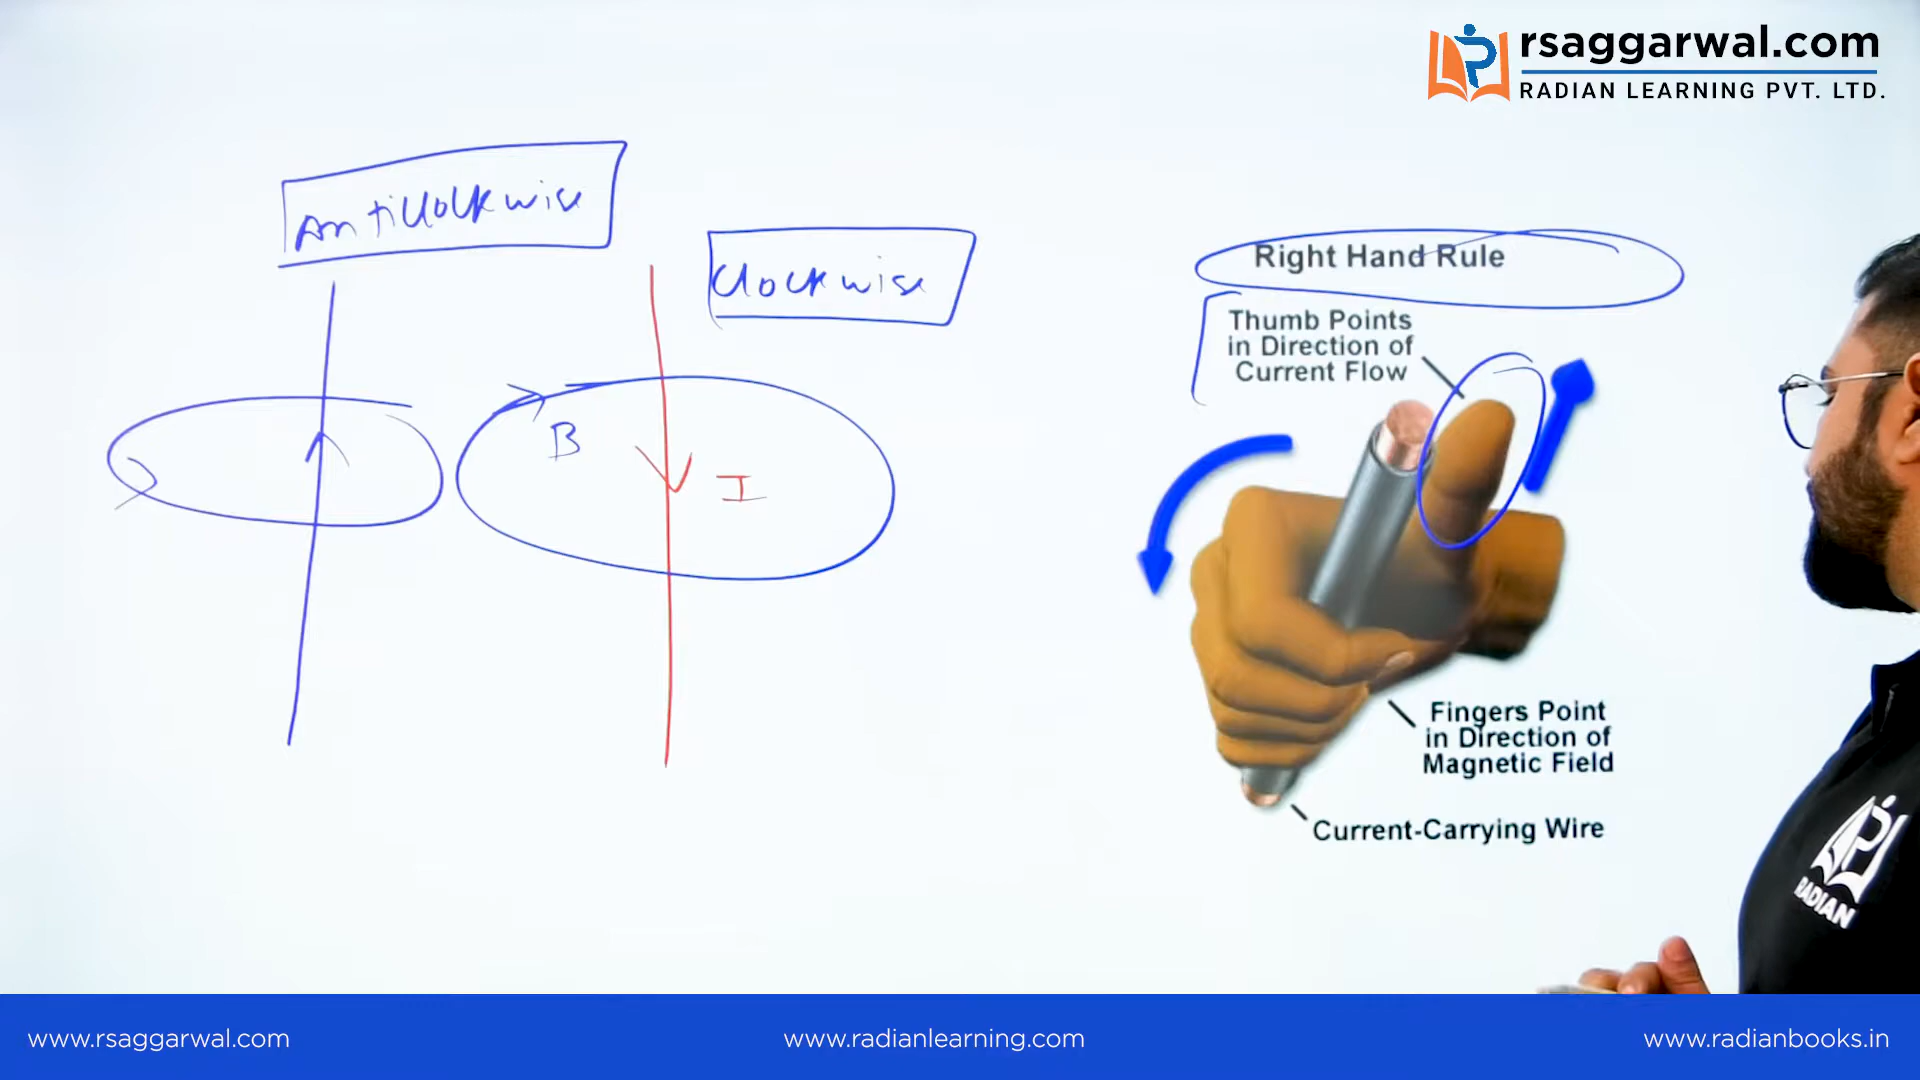 rsaggarwal.com
RADIAN LEARNING PVT. LTD.
Anticlockwise
Clockwise
B
I
Right Hand Rule
Thumb Points
in Direction of
Current Flow
Fingers Point
in Direction of
Magnetic Field
Current-Carrying Wire
RADIAN
www.rsaggarwal.com
www.radianlearning.com
www.radianbooks.in